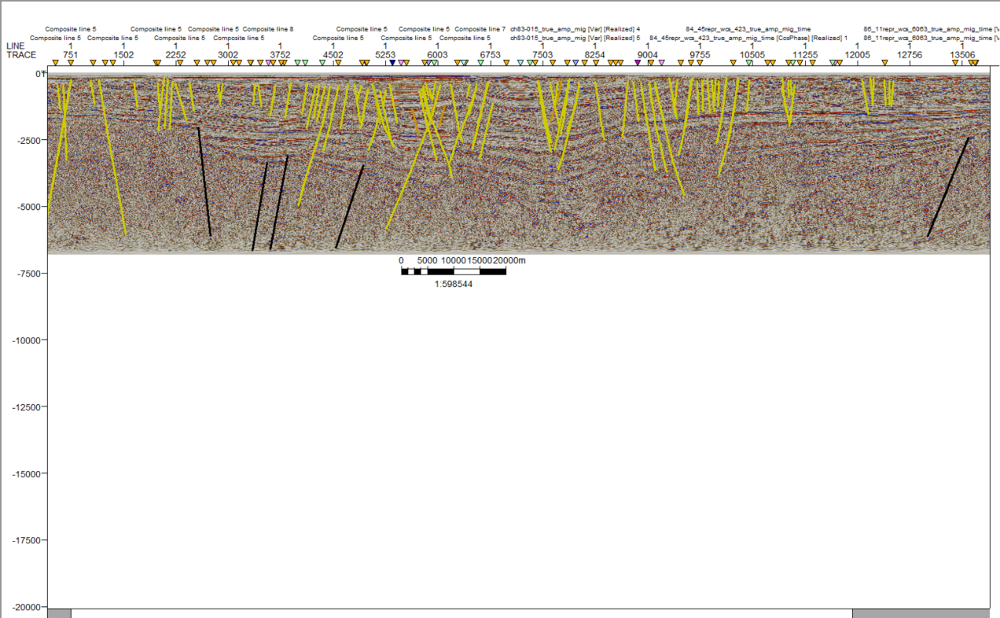 Composite line 5 Composite line 5 Composite line 5 Composite line 8 Composite line 5 Composite line 5 Composite line 7 ch83-015_true_amp_mig [Var] [Realized] 4 84_45repr_wcs_423_true_amp_mig_time 86_11repr_wcs_6063_true_amp_mig_time [V
Composite line 5 Composite line 5 Composite line 5 Composite line 5 Composite line 5 Composite line 5 Composite line 5 ch83-015_true_amp_mig [Var] [Realized] 5 84_45repr_wcs_423_true_amp_mig_time [CosPhase] [Realized] 1 86_11repr_wcs_6063_true_amp_mig_time [V
LINE 1 1 1 1 1 1 1 1 1 1 1 1 1 1 1 1 1 1
TRACE 751 1502 2252 3002 3752 4502 5253 6003 6753 7503 8254 9004 9755 10505 11255 12005 12756 13506
0
-2500
-5000
0 5000 10000 15000 20000m
-7500
1:598544
-10000
-12500
-15000
-17500
-20000